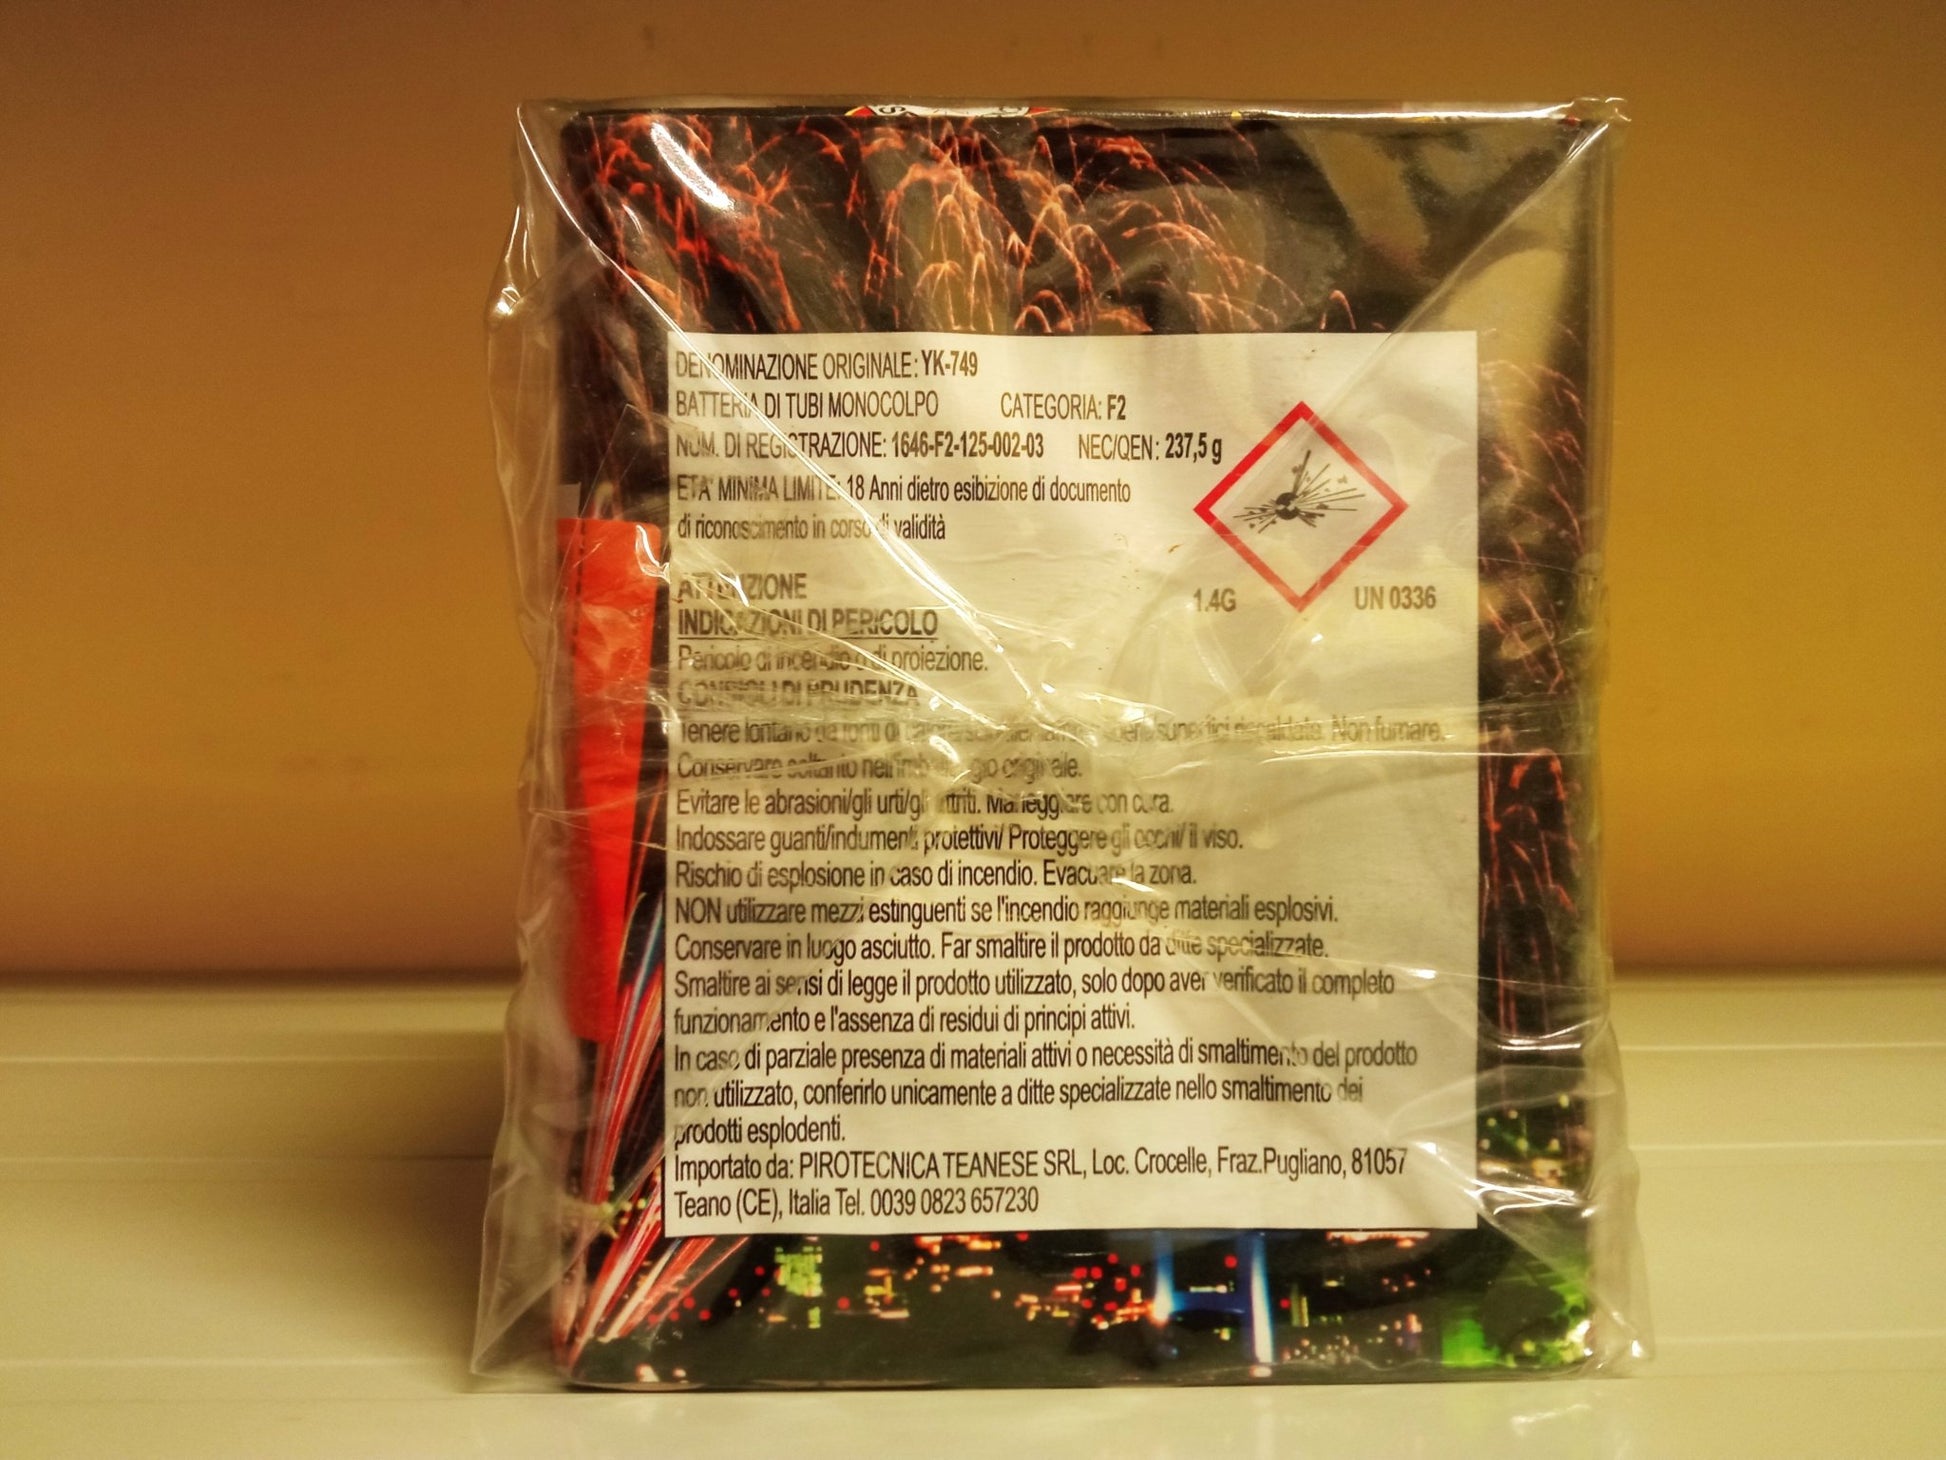 DENOMINAZIONE ORIGINALE: YK-749
BATTERIA DI TUBI MONOCOLPO CATEGORIA: F2
NUM. DI REGISTRAZIONE: 1646-F2-125-002-03 NEC/QEN: 237,5 g
ETA' MINIMA LIMITE: 18 Anni dietro esibizione di documento
di riconoscimento in corso di validità
1.4G UN 0336
ATTENZIONE
INDICAZIONI DI PERICOLO
Pericolo di incendio o di proiezione.
CONSIGLI DI PRUDENZA
Tenere lontano da fonti di superfici riscaldate. Non fumare.
Conservare soltanto nell'imballaggio originale.
Evitare le abrasioni/gli urti/gli attriti. Maneggiare con cura.
Indossare guanti/indumenti protettivi/ Proteggere gli occhi/ il viso.
Rischio di esplosione in caso di incendio. Evacuare la zona.
NON utilizzare mezzi estinguenti se l'incendio raggiunge materiali esplosivi.
Conservare in luogo asciutto. Far smaltire il prodotto da ditte specializzate.
Smaltire ai sensi di legge il prodotto utilizzato, solo dopo aver verificato il completo
funzionamento e l'assenza di residui di principi attivi.
In caso di parziale presenza di materiali attivi o necessità di smaltimento del prodotto
non utilizzato, conferirlo unicamente a ditte specializzate nello smaltimento dei
prodotti esplodenti.
Importato da: PIROTECNICA TEANESE SRL, Loc. Crocelle, Fraz.Pugliano, 81057
Teano (CE), Italia Tel. 0039 0823 657230